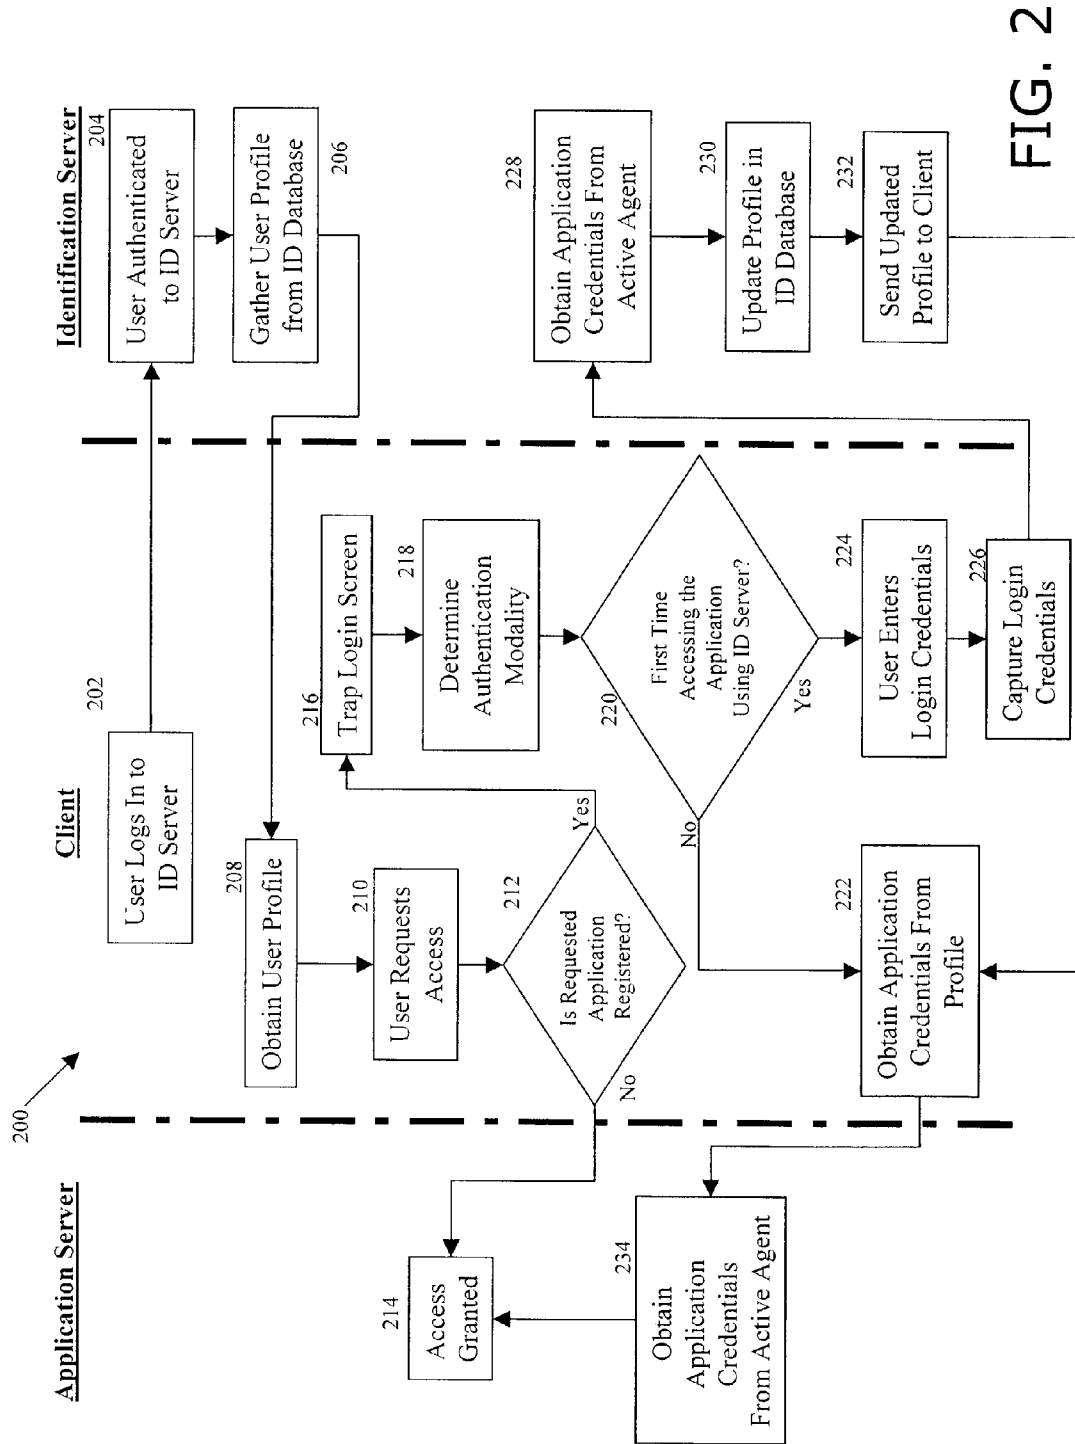 200
Application Server
Client
Identification Server
User Logs In to
ID Server
202
User Authenticated
to ID Server
204
Gather User Profile
from ID Database
206
Obtain User Profile
208
User Requests
Access
210
Is Requested
Application
Registered?
212
No
Yes
Access
Granted
214
Trap Login Screen
216
Determine
Authentication
Modality
218
First Time
Accessing the
Application
Using ID Server?
220
No
Yes
Obtain Application
Credentials From
Profile
222
User Enters
Login Credentials
224
Capture Login
Credentials
226
Obtain Application
Credentials From
Active Agent
228
Update Profile in
ID Database
230
Send Updated
Profile to Client
232
Obtain
Application
Credentials
From Active Agent
234
FIG. 2